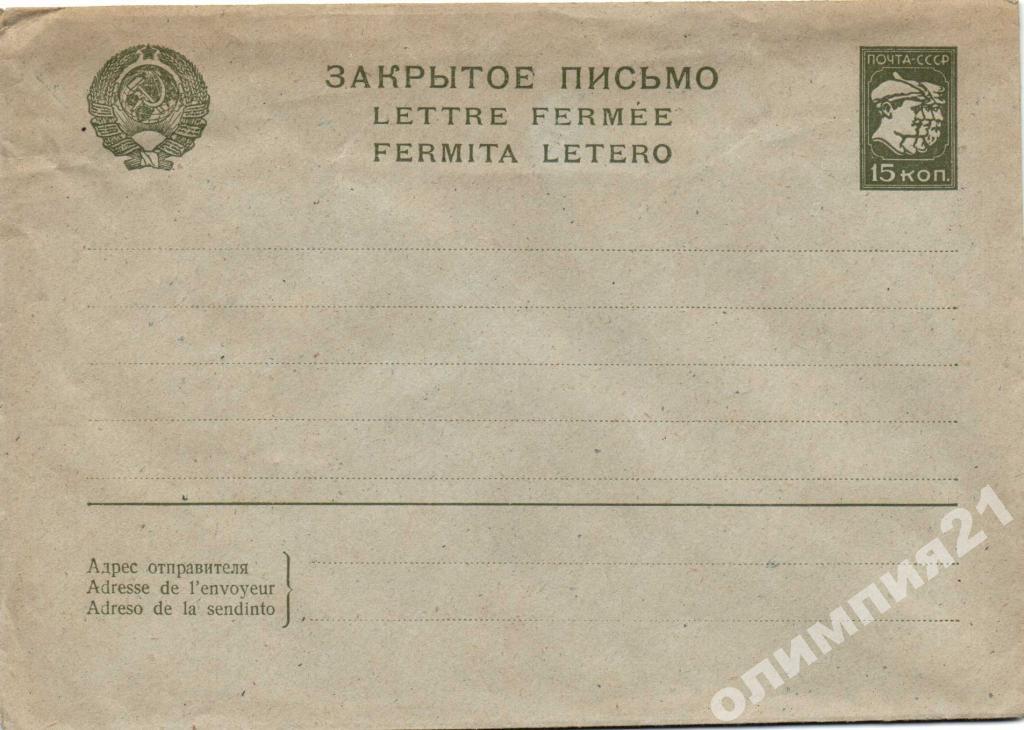 ЗАКРЫТОЕ ПИСЬМО
LETTRE FERMÉE
FERMITA LETERO
ПОЧТА-СССР
15 КОП.
Адрес отправителя
Adresse de l'envoyeur
Adreso de la sendinto
олимпия21